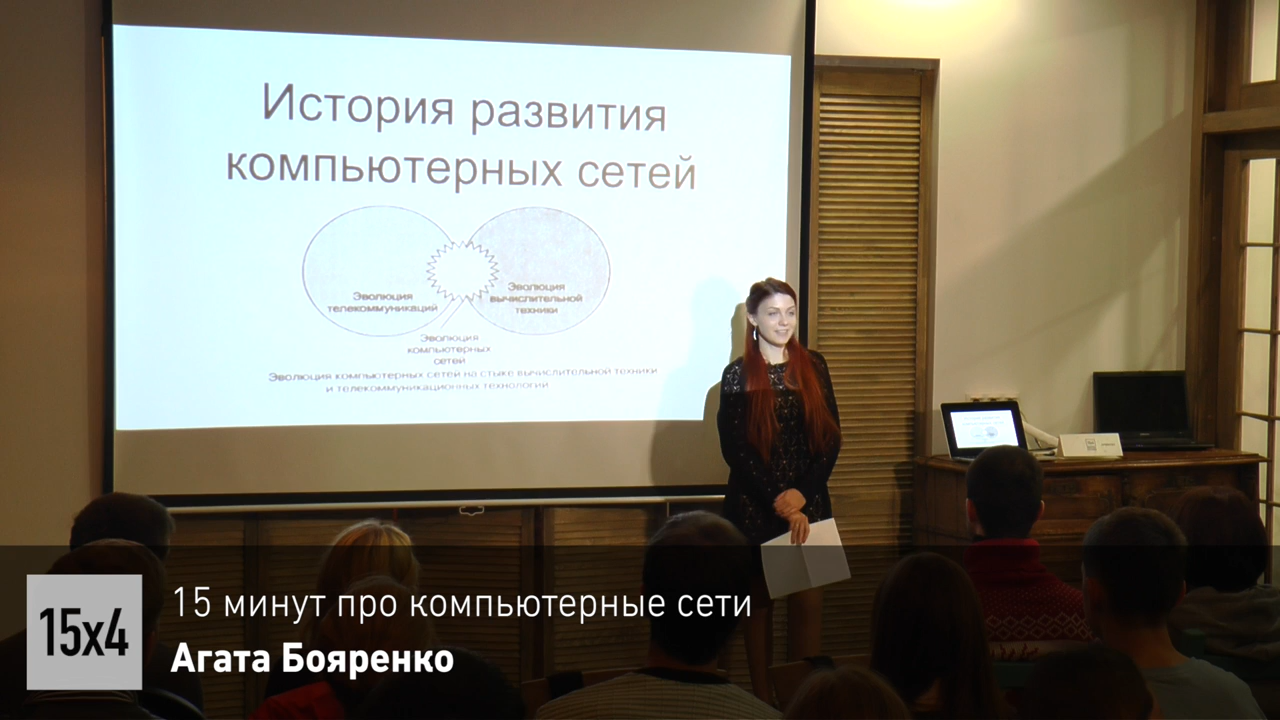 История развития
компьютерных сетей
Эволюция
телекоммуникаций
Эволюция
вычислительной
техники
Эволюция
компьютерных
сетей
Эволюция компьютерных сетей на стыке вычислительной техники
и телекоммуникационных технологий
15x4
15 минут про компьютерные сети
Агата Бояренко